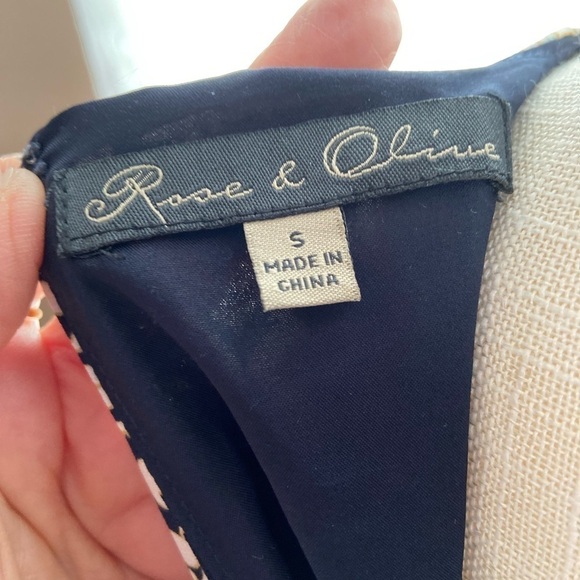 Rose & Olive
S
MADE IN
CHINA